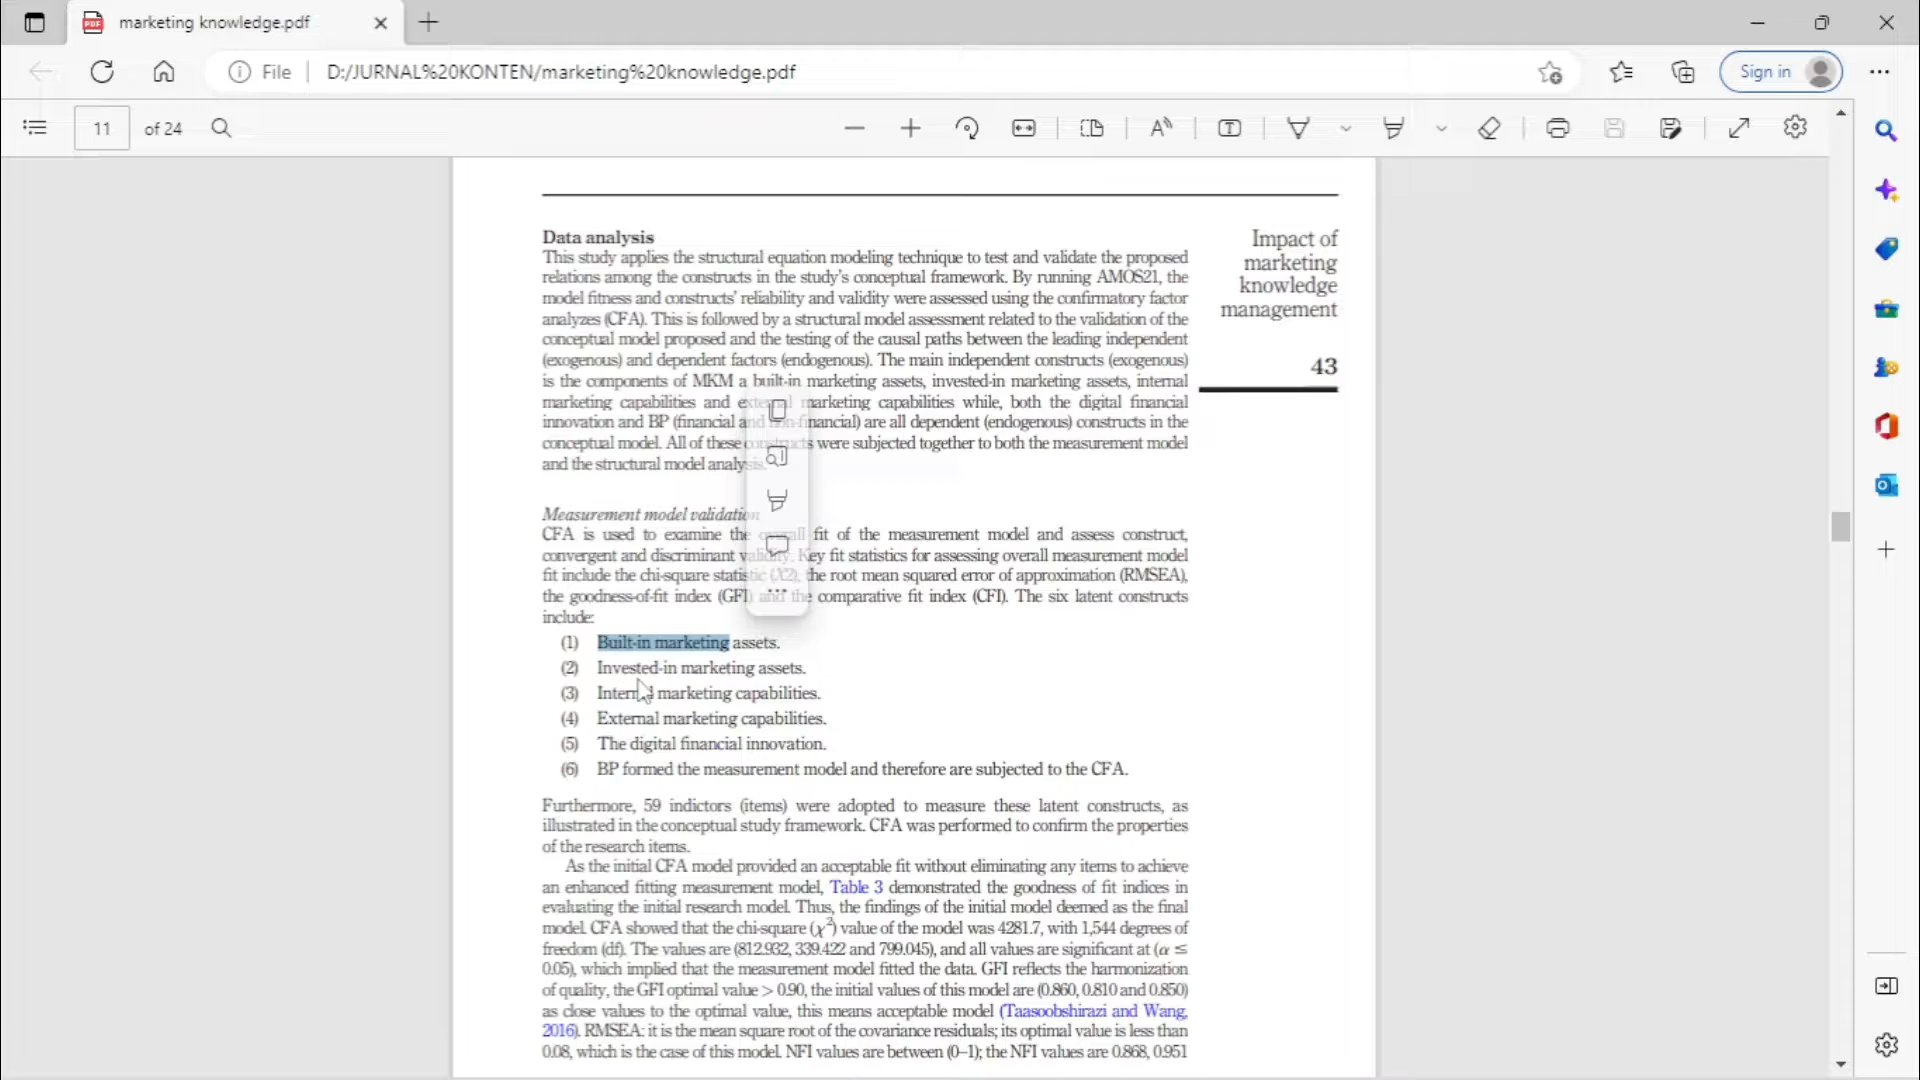 marketing knowledge.pdf
File
D:/JURNAL%20KONTEN/marketing%20knowledge.pdf
Sign in
11 of 24
Impact of
marketing
knowledge
management
43
Data analysis
This study applies the structural equation modeling technique to test and validate the proposed
relations among the constructs in the study's conceptual framework. By running AMOS21, the
model fitness and constructs' reliability and validity were assessed using the confirmatory factor
analyzes (CFA). This is followed by a structural model assessment related to the validation of the
conceptual model proposed and the testing of the causal paths between the leading independent
(exogenous) and dependent factors (endogenous). The main independent constructs (exogenous)
is the components of MKM a built-in marketing assets, invested-in marketing assets, internal
marketing capabilities and external marketing capabilities while, both the digital financial
innovation and BP (financial and non-financial) are all dependent (endogenous) constructs in the
conceptual model. All of these constructs were subjected together to both the measurement model
and the structural model analysis.
Measurement model validation
CFA is used to examine the overall fit of the measurement model and assess construct,
convergent and discriminant validity. Key fit statistics for assessing overall measurement model
fit include the chi-square statistic (X2), the root mean squared error of approximation (RMSEA),
the goodness-of-fit index (GFI) and the comparative fit index (CFI). The six latent constructs
include:
(1) Built-in marketing assets.
(2) Invested-in marketing assets.
(3) Internal marketing capabilities.
(4) External marketing capabilities.
(5) The digital financial innovation.
(6) BP formed the measurement model and therefore are subjected to the CFA.
Furthermore, 59 indictors (items) were adopted to measure these latent constructs, as
illustrated in the conceptual study framework. CFA was performed to confirm the properties
of the research items.
As the initial CFA model provided an acceptable fit without eliminating any items to achieve
an enhanced fitting measurement model, Table 3 demonstrated the goodness of fit indices in
evaluating the initial research model. Thus, the findings of the initial model deemed as the final
model. CFA showed that the chi-square (χ²) value of the model was 4281.7, with 1,544 degrees of
freedom (df). The values are (812.932, 339.422 and 799.045), and all values are significant at (α ≤
0.05), which implied that the measurement model fitted the data. GFI reflects the harmonization
of quality, the GFI optimal value > 0.90, the initial values of this model are (0.860, 0.810 and 0.850)
as close values to the optimal value, this means acceptable model (Taasoobshirazi and Wang,
2016). RMSEA: it is the mean square root of the covariance residuals; its optimal value is less than
0.08, which is the case of this model. NFI values are between (0–1); the NFI values are 0.868, 0.951